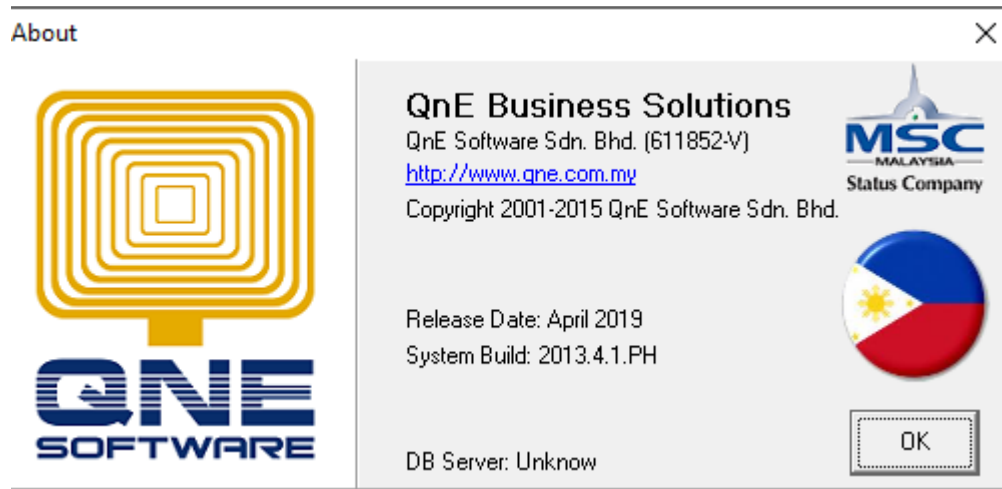 About
QNE
SOFTWARE
QnE Business Solutions
QnE Software Sdn. Bhd. (611852-V)
http://www.qne.com.my
Copyright 2001-2015 QnE Software Sdn. Bhd.
MSC
MALAYSIA
Status Company
Release Date: April 2019
System Build: 2013.4.1.PH
DB Server: Unknow
OK